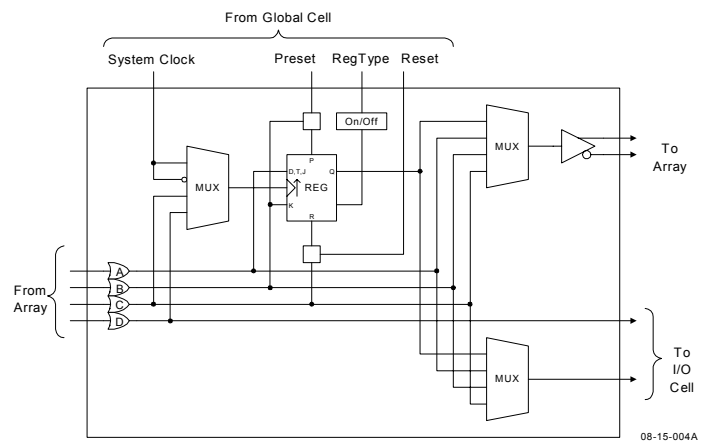 From Global Cell
System Clock
Preset
RegType
Reset
On/Off
MUX
P
D,T,J
Q
REG
K
R
MUX
To
Array
A
B
C
D
From
Array
MUX
To
I/O
Cell
08-15-004A